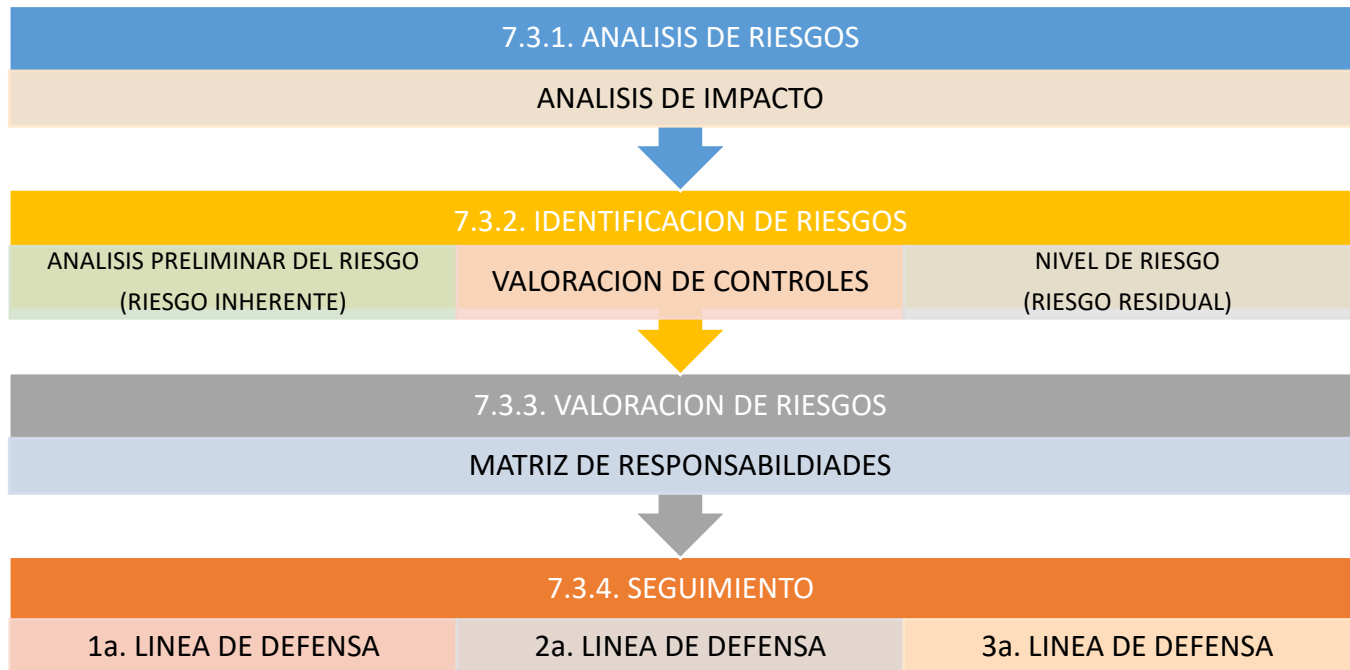 7.3.1. ANALISIS DE RIESGOS
ANALISIS DE IMPACTO
7.3.2. IDENTIFICACION DE RIESGOS
ANALISIS PRELIMINAR DEL RIESGO
(RIESGO INHERENTE)
VALORACION DE CONTROLES
NIVEL DE RIESGO
(RIESGO RESIDUAL)
7.3.3. VALORACION DE RIESGOS
MATRIZ DE RESPONSABILDIADES
7.3.4. SEGUIMIENTO
1a. LINEA DE DEFENSA
2a. LINEA DE DEFENSA
3a. LINEA DE DEFENSA